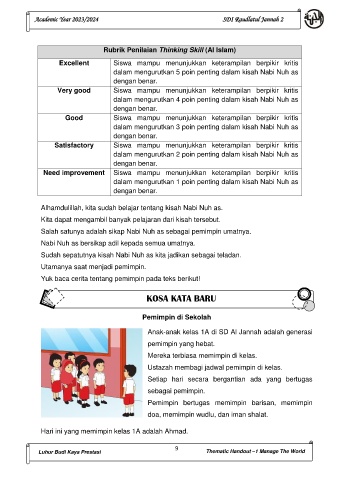 Academic Year 2023/2024
SDI Raudlatul Jannah 2
Rubrik Penilaian Thinking Skill (Al Islam)
Excellent
Siswa mampu menunjukkan keterampilan berpikir kritis
dalam mengurutkan 5 poin penting dalam kisah Nabi Nuh as
dengan benar.
Very good
Siswa mampu menunjukkan keterampilan berpikir kritis
dalam mengurutkan 4 poin penting dalam kisah Nabi Nuh as
dengan benar.
Good
Siswa mampu menunjukkan keterampilan berpikir kritis
dalam mengurutkan 3 poin penting dalam kisah Nabi Nuh as
dengan benar.
Satisfactory
Siswa mampu menunjukkan keterampilan berpikir kritis
dalam mengurutkan 2 poin penting dalam kisah Nabi Nuh as
dengan benar.
Need improvement
Siswa mampu menunjukkan keterampilan berpikir kritis
dalam mengurutkan 1 poin penting dalam kisah Nabi Nuh as
dengan benar.
Alhamdulillah, kita sudah belajar tentang kisah Nabi Nuh as.
Kita dapat mengambil banyak pelajaran dari kisah tersebut.
Salah satunya adalah sikap Nabi Nuh as sebagai pemimpin umatnya.
Nabi Nuh as bersikap adil kepada semua umatnya.
Sudah sepatutnya kisah Nabi Nuh as kita jadikan sebagai teladan.
Utamanya saat menjadi pemimpin.
Yuk baca cerita tentang pemimpin pada teks berikut!
KOSA KATA BARU
Pemimpin di Sekolah
Anak-anak kelas 1A di SD Al Jannah adalah generasi
pemimpin yang hebat.
Mereka terbiasa memimpin di kelas.
Ustazah membagi jadwal pemimpin di kelas.
Setiap hari secara bergantian ada yang bertugas
sebagai pemimpin.
Pemimpin bertugas memimpin barisan, memimpin
doa, memimpin wudlu, dan iman shalat.
Hari ini yang memimpin kelas 1A adalah Ahmad.
Luhur Budi Kaya Prestasi
9
Thematic Handout –1 Manage The World